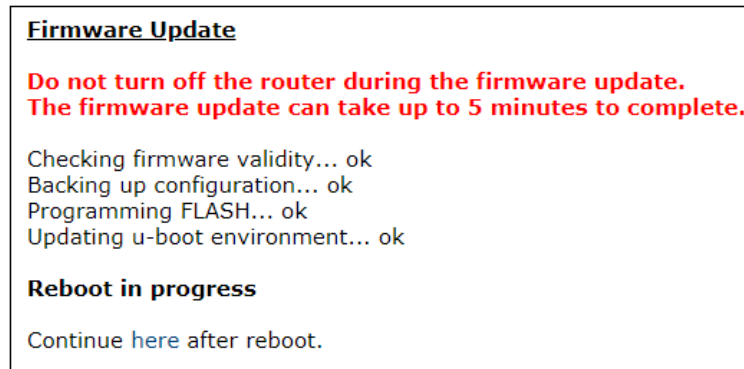 Firmware Update
Do not turn off the router during the firmware update.
The firmware update can take up to 5 minutes to complete.
Checking firmware validity... ok
Backing up configuration... ok
Programming FLASH... ok
Updating u-boot environment... ok
Reboot in progress
Continue here after reboot.